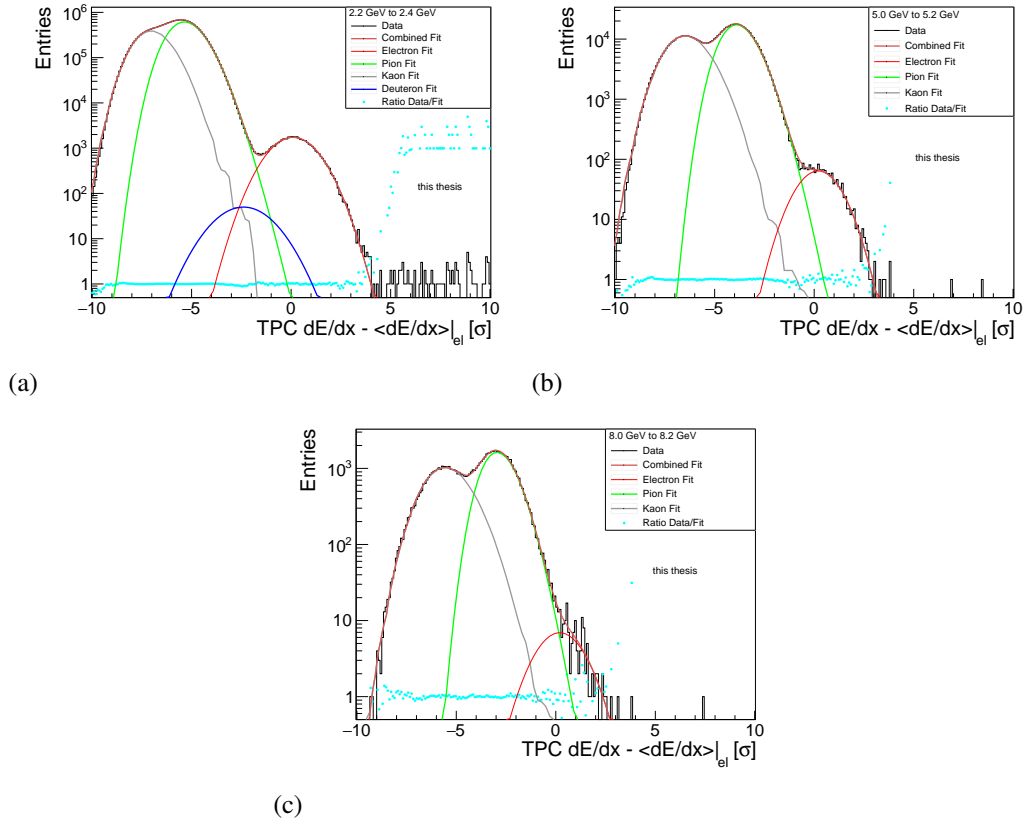 2.2 GeV to 2.4 GeV
Data
Combined Fit
Electron Fit
Pion Fit
Kaon Fit
Deuteron Fit
Ratio Data/Fit
this thesis
Entries
10⁶
10⁵
10⁴
10³
10²
10
1
−10 −5 0 5 10
TPC dE/dx - <dE/dx>|el [σ]
(a)
5.0 GeV to 5.2 GeV
Data
Combined Fit
Electron Fit
Pion Fit
Kaon Fit
Ratio Data/Fit
this thesis
Entries
10⁴
10³
10²
10
1
−10 −5 0 5 10
TPC dE/dx - <dE/dx>|el [σ]
(b)
8.0 GeV to 8.2 GeV
Data
Combined Fit
Electron Fit
Pion Fit
Kaon Fit
Ratio Data/Fit
this thesis
Entries
10³
10²
10
1
−10 −5 0 5 10
TPC dE/dx - <dE/dx>|el [σ]
(c)